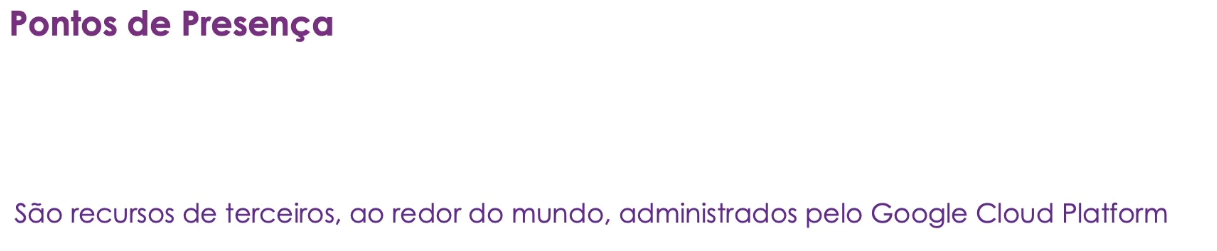 Pontos de Presença
São recursos de terceiros, ao redor do mundo, administrados pelo Google Cloud Platform